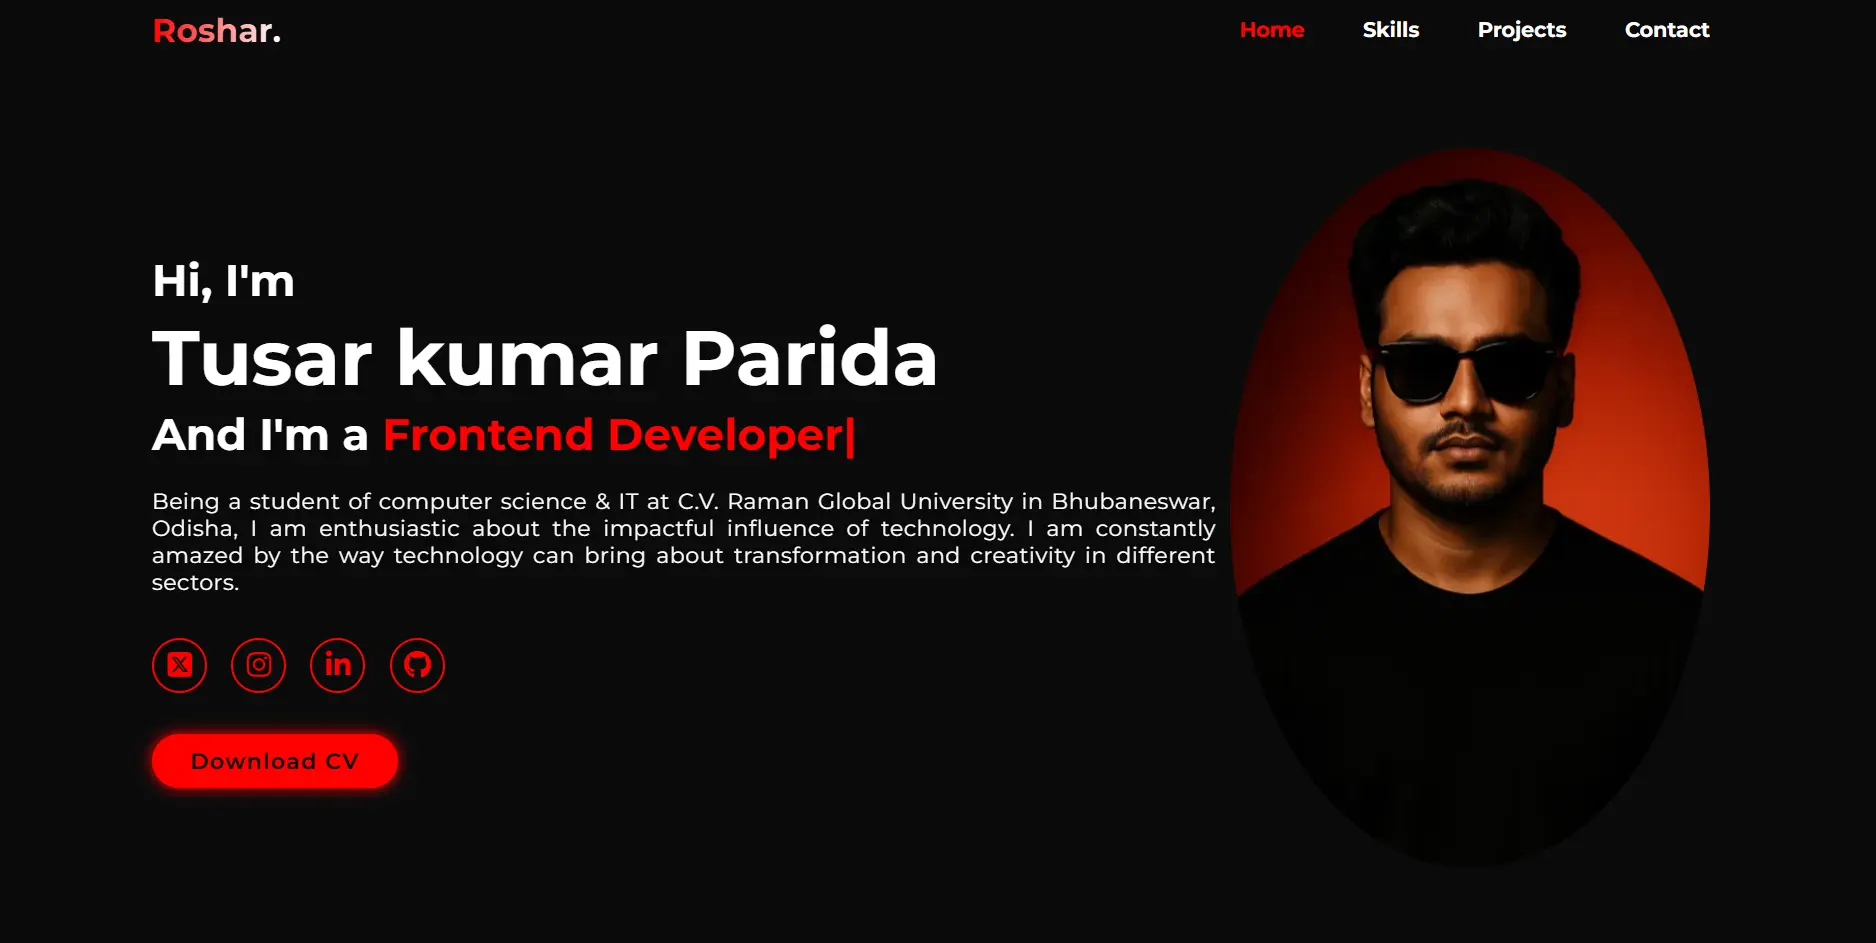 Roshar.
Home Skills Projects Contact
Hi, I'm
Tusar kumar Parida
And I'm a Frontend Developer|
Being a student of computer science & IT at C.V. Raman Global University in Bhubaneswar,
Odisha, I am enthusiastic about the impactful influence of technology. I am constantly
amazed by the way technology can bring about transformation and creativity in different
sectors.
Download CV